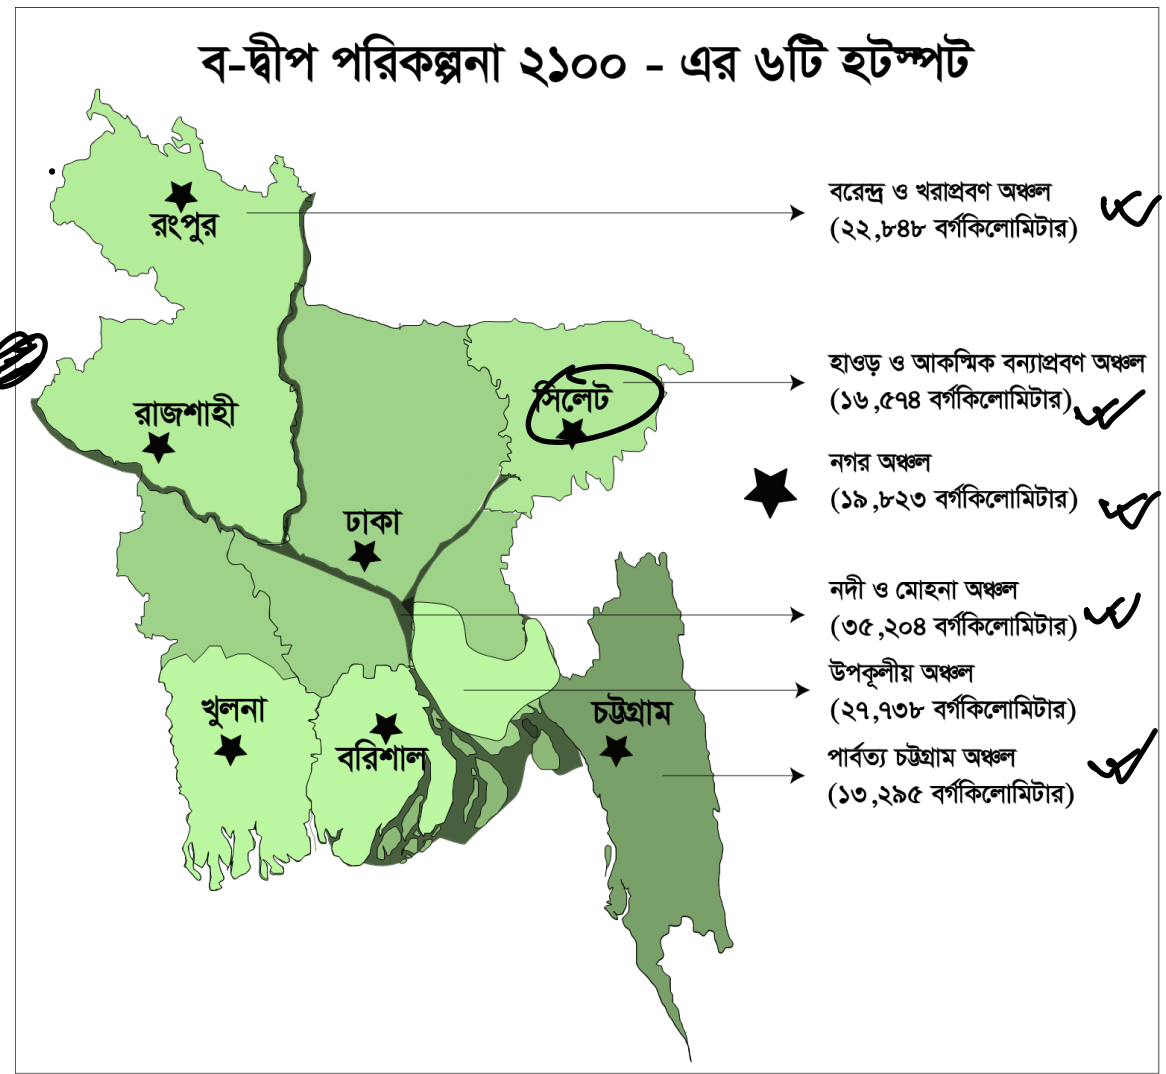 ব-দ্বীপ পরিকল্পনা ২১০০ - এর ৬টি হটস্পট
বরেন্দ্র ও খরাপ্রবণ অঞ্চল
(২২,৮৪৮ বর্গকিলোমিটার)
রংপুর
হাওড় ও আকস্মিক বন্যাপ্রবণ অঞ্চল
(১৬,৫৭৪ বর্গকিলোমিটার)
সিলেট
রাজশাহী
নগর অঞ্চল
(১৯,৮২৩ বর্গকিলোমিটার)
ঢাকা
নদী ও মোহনা অঞ্চল
(৩৫,২০৪ বর্গকিলোমিটার)
উপকূলীয় অঞ্চল
(২৭,৭৩৮ বর্গকিলোমিটার)
খুলনা
চট্টগ্রাম
বরিশাল
পার্বত্য চট্টগ্রাম অঞ্চল
(১৩,২৯৫ বর্গকিলোমিটার)